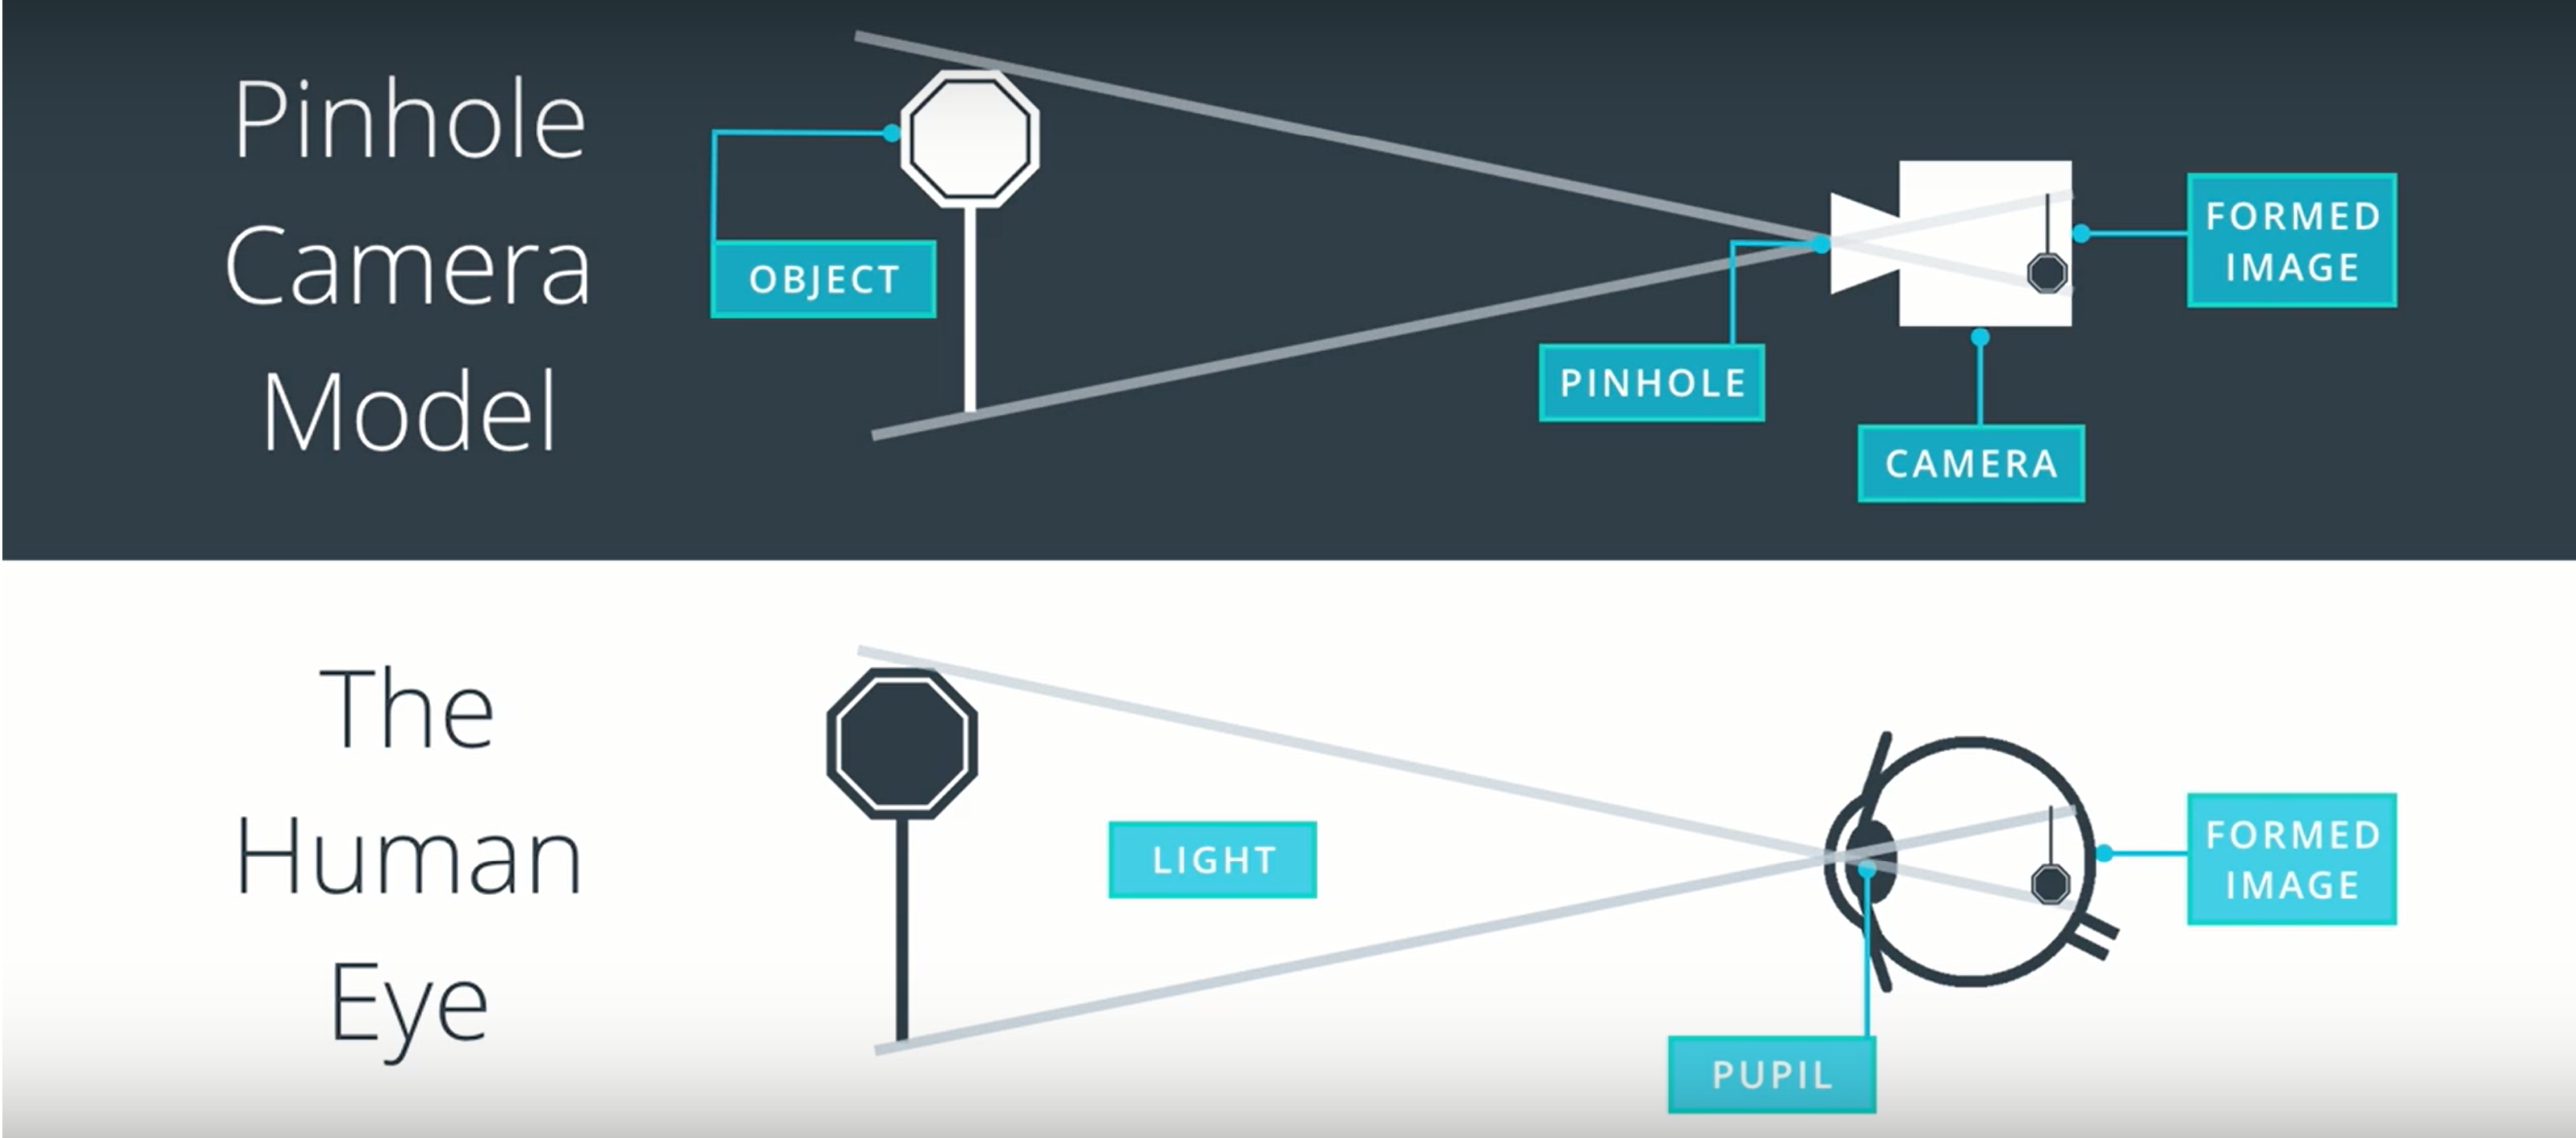 Pinhole
Camera
Model
OBJECT
PINHOLE
CAMERA
FORMED
IMAGE
The
Human
Eye
LIGHT
PUPIL
FORMED
IMAGE